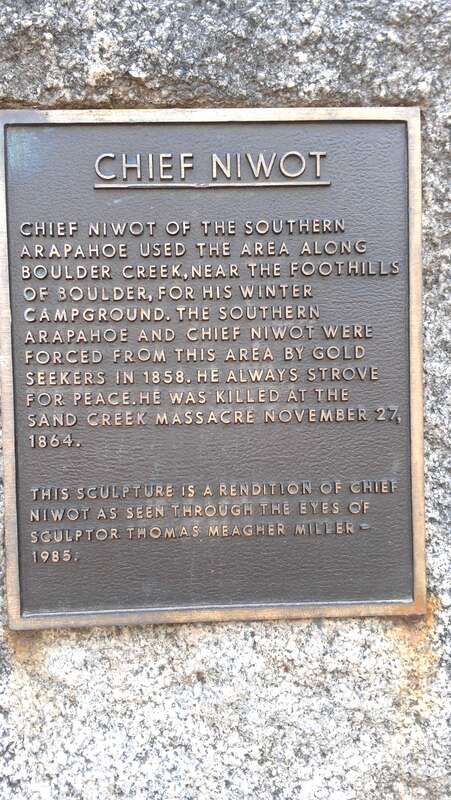 CHIEF NIWOT
CHIEF NIWOT OF THE SOUTHERN
ARAPAHOE USED THE AREA ALONG
BOULDER CREEK, NEAR THE FOOTHILLS
OF BOULDER, FOR HIS WINTER
CAMPGROUND. THE SOUTHERN
ARAPAHOE AND CHIEF NIWOT WERE
FORCED FROM THIS AREA BY GOLD
SEEKERS IN 1858. HE ALWAYS STROVE
FOR PEACE. HE WAS KILLED AT THE
SAND CREEK MASSACRE NOVEMBER 27,
1864.
THIS SCULPTURE IS A RENDITION OF CHIEF
NIWOT AS SEEN THROUGH THE EYES OF
SCULPTOR THOMAS MEAGHER MILLER -
1985.